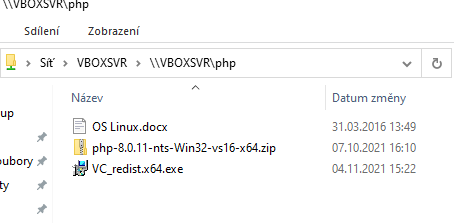 \\VBOXSVR\php
Sdílení Zobrazení
Síť VBOXSVR \\VBOXSVR\php
Název Datum změny
up
OS Linux.docx 31.03.2016 13:49
php-8.0.11-nts-Win32-vs16-x64.zip 07.10.2021 16:10
oubory VC_redist.x64.exe 04.11.2021 15:22
ty